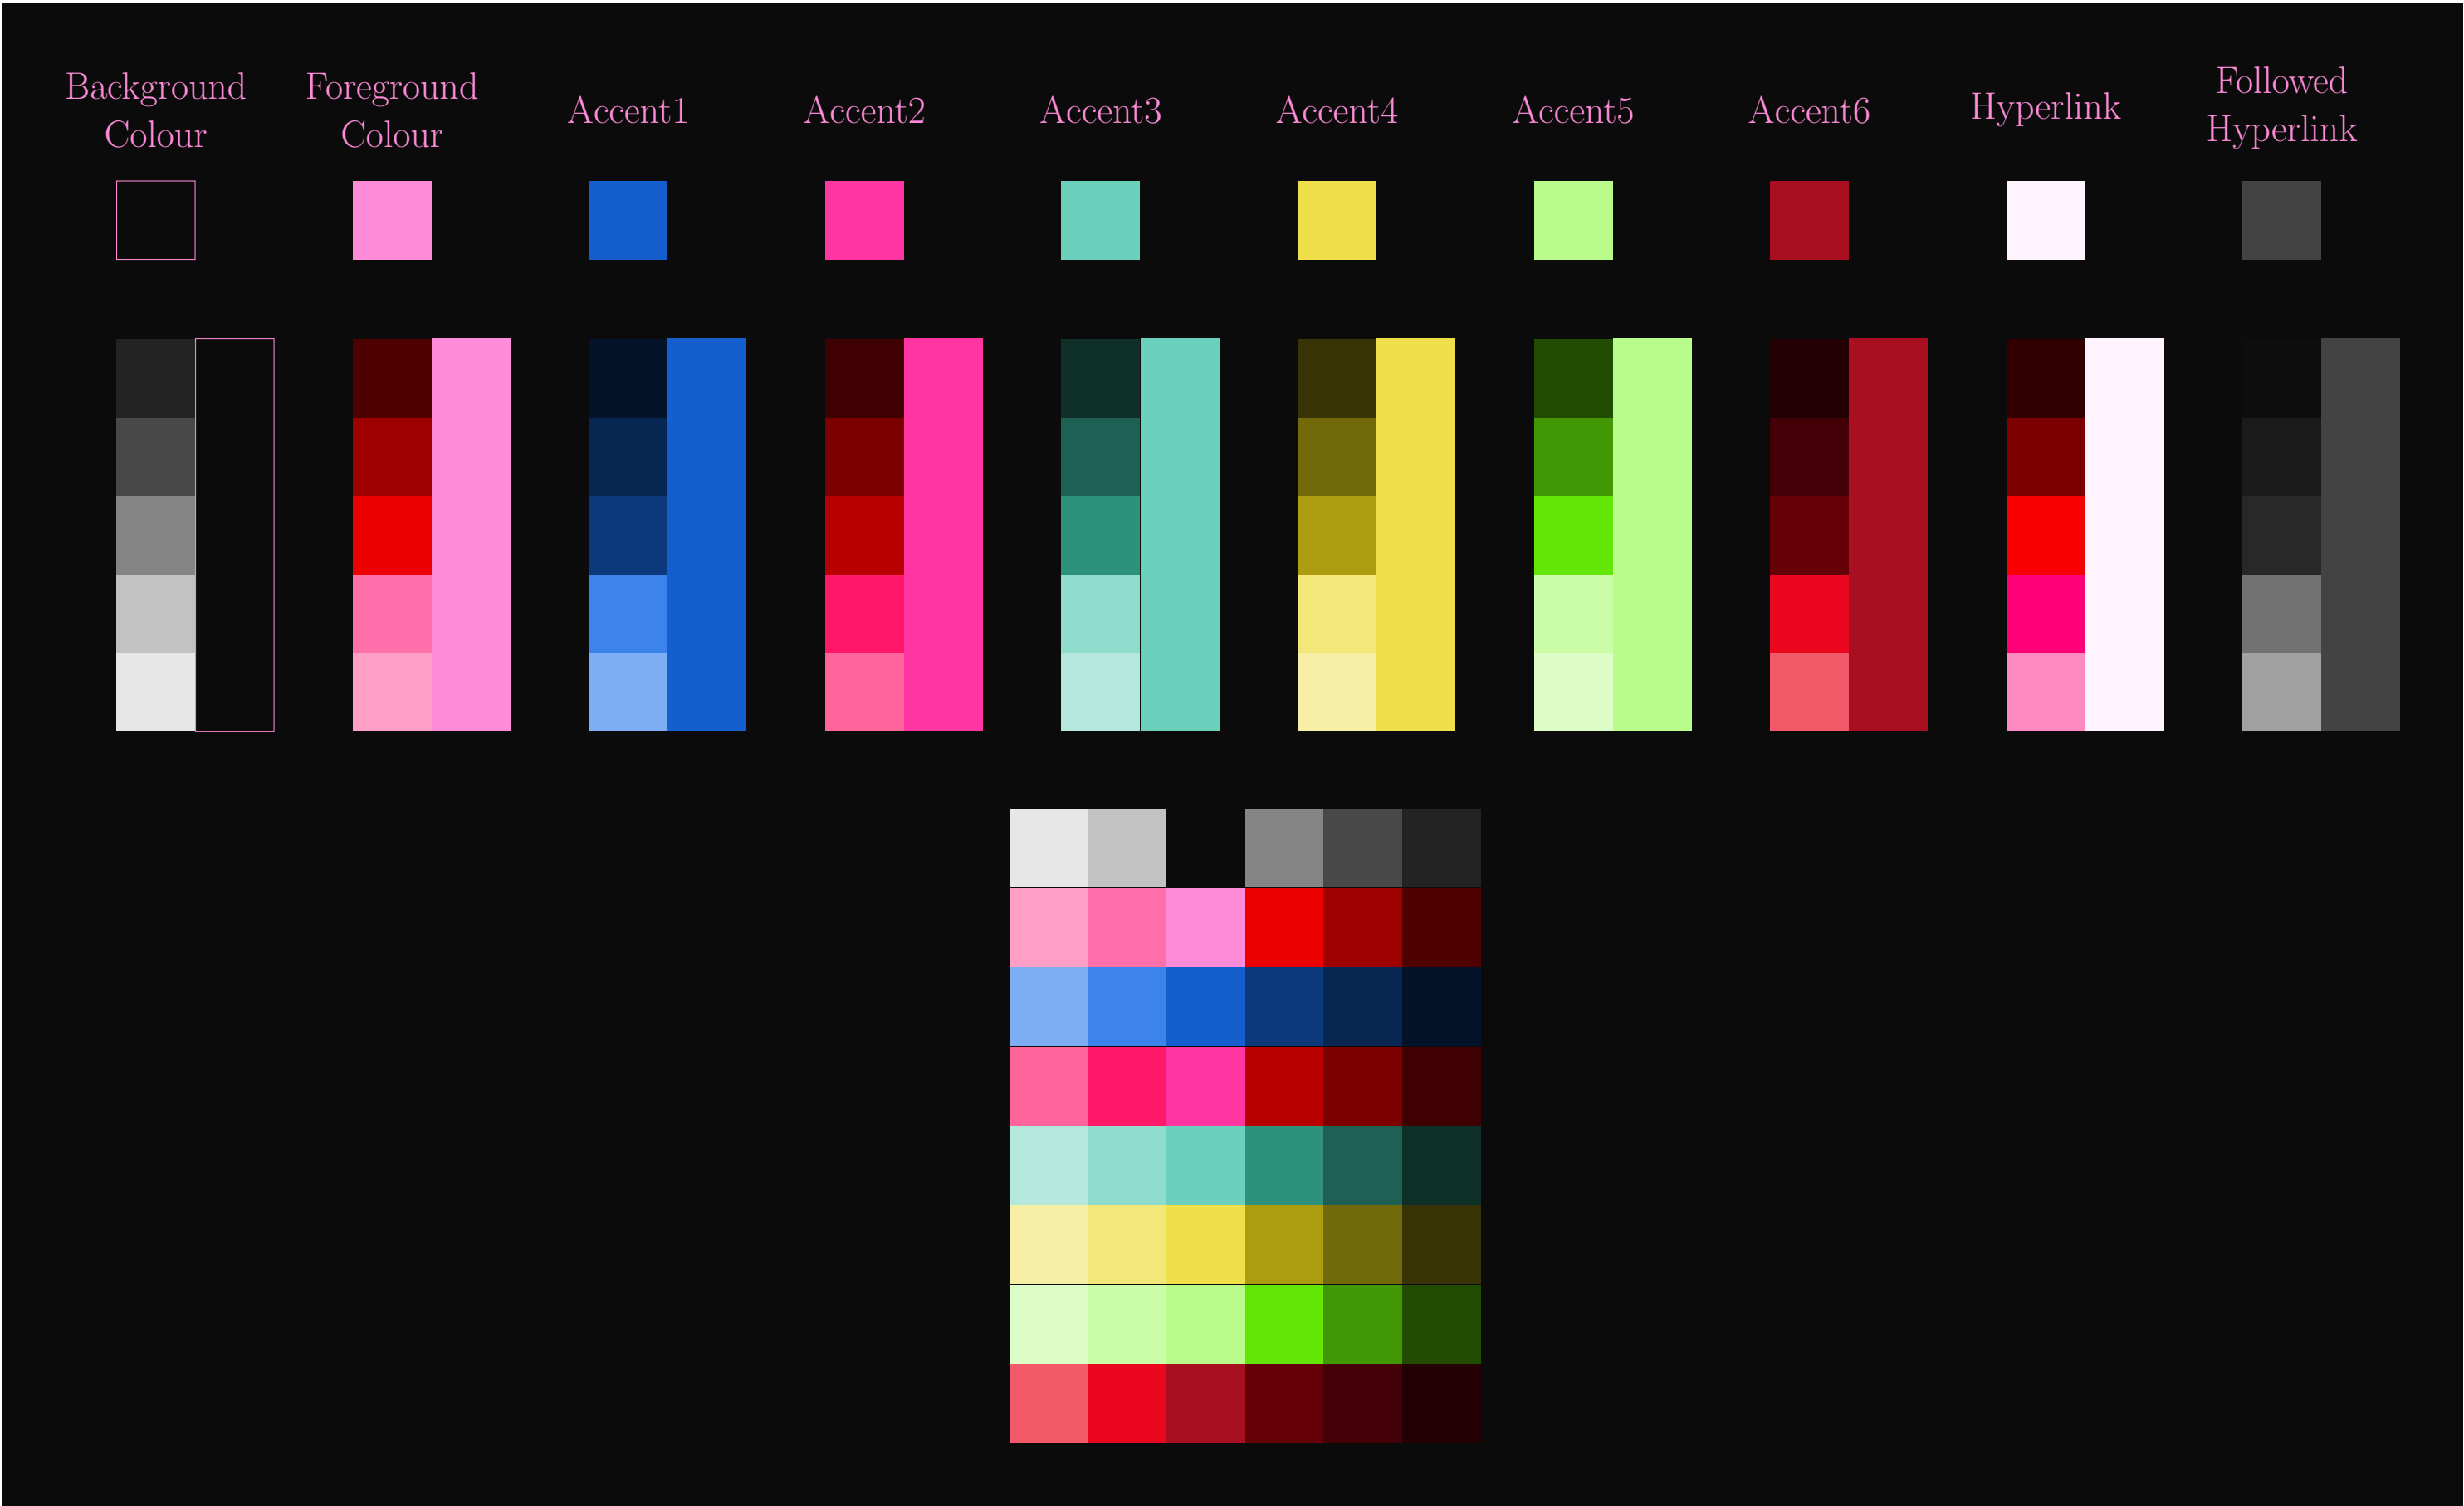 Background
Colour
Foreground
Colour
Accent1
Accent2
Accent3
Accent4
Accent5
Accent6
Hyperlink
Followed
Hyperlink